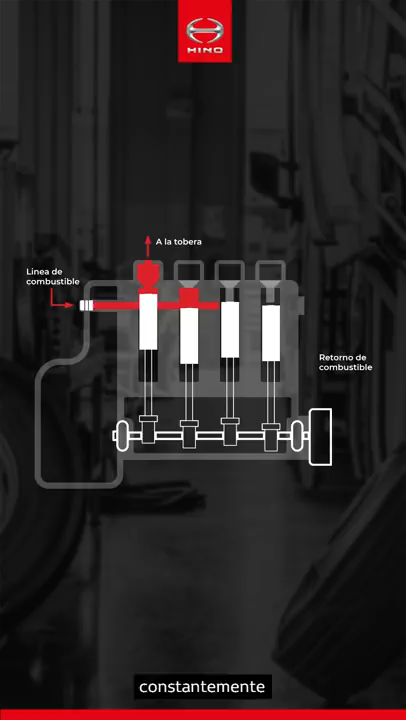 HINO
A la tobera
Linea de
combustible
Retorno de
combustible
constantemente